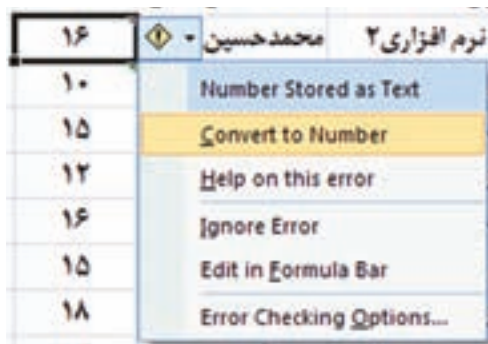 نرم افزاری۲ محمدحسین ۱۶
۱۰ Number Stored as Text
۱۵ Convert to Number
۱۲ Help on this error
۱۶ Ignore Error
۱۵ Edit in Formula Bar
۱۸ Error Checking Options...